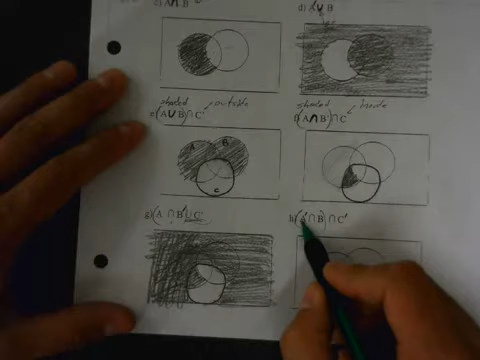 d) A ∪ B
shaded outside
shaded inside
e) (A ∪ B) ∩ C'
f) (A ∩ B) ∩ C
A B
C
g) (A ∩ B' ∪ C'
h) (A' ∩ B) ∩ C'